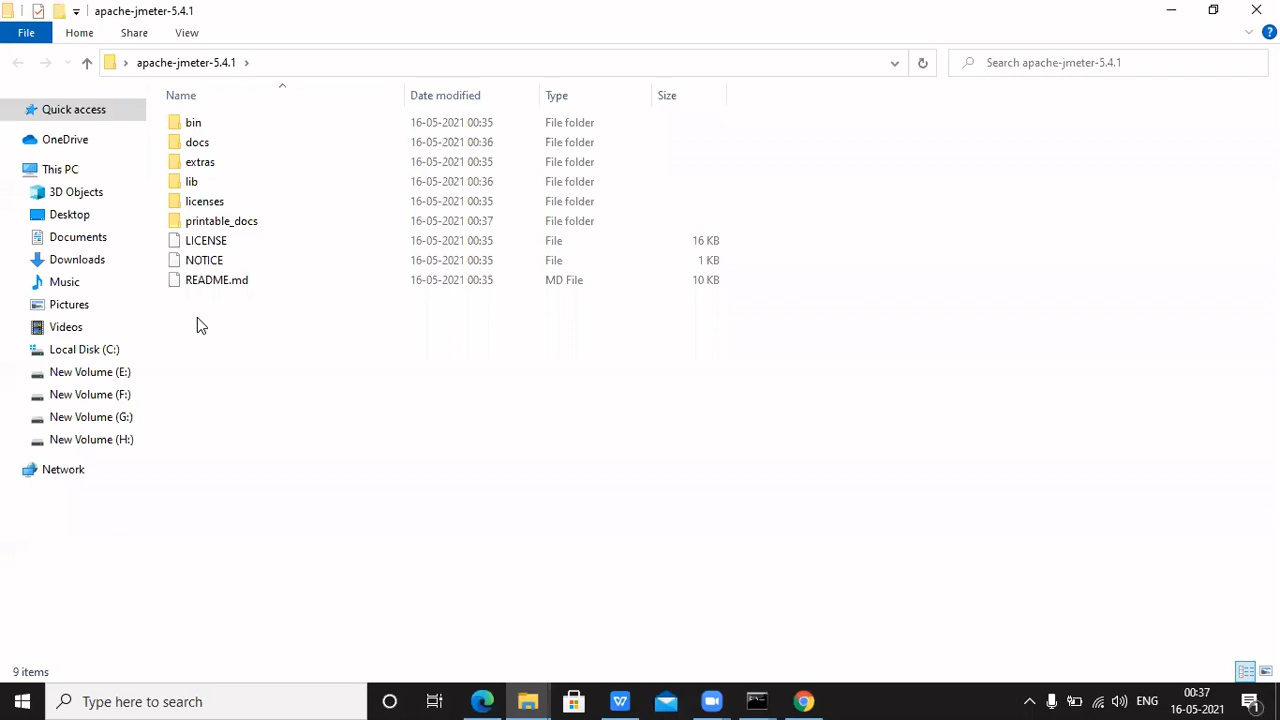 apache-jmeter-5.4.1
File Home Share View
apache-jmeter-5.4.1 Search apache-jmeter-5.4.1
Name Date modified Type Size
Quick access
OneDrive
This PC
3D Objects
Desktop
Documents
Downloads
Music
Pictures
Videos
Local Disk (C:)
New Volume (E:)
New Volume (F:)
New Volume (G:)
New Volume (H:)
Network
bin 16-05-2021 00:35 File folder
docs 16-05-2021 00:36 File folder
extras 16-05-2021 00:35 File folder
lib 16-05-2021 00:36 File folder
licenses 16-05-2021 00:35 File folder
printable_docs 16-05-2021 00:37 File folder
LICENSE 16-05-2021 00:35 File 16 KB
NOTICE 16-05-2021 00:35 File 1 KB
README.md 16-05-2021 00:35 MD File 10 KB
9 items
Type here to search
ENG
00:37
16-05-2021
1